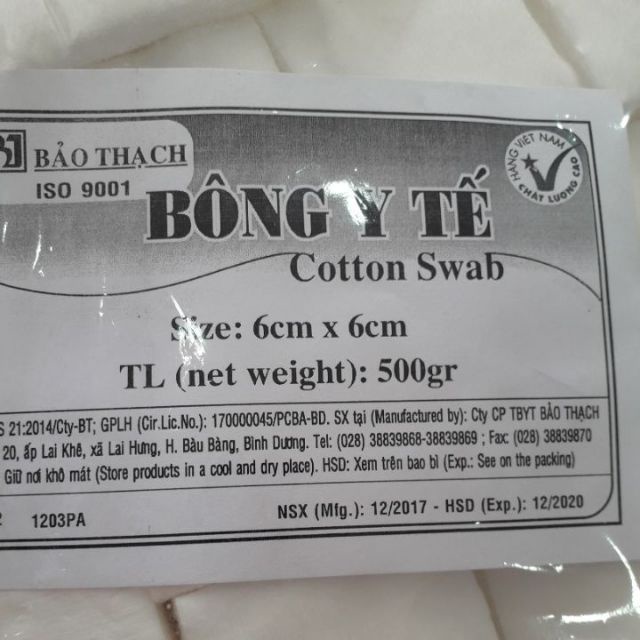 BẢO THẠCH
ISO 9001
HÀNG VIỆT NAM
CHẤT LƯỢNG CAO
BÔNG Y TẾ
Cotton Swab
Size: 6cm x 6cm
TL (net weight): 500gr
S 21:2014/Cty-BT; GPLH (Cir.Lic.No.): 170000045/PCBA-BD. SX tại (Manufactured by): Cty CP TBYT BẢO THẠCH
20, ấp Lai Khê, xã Lai Hưng, H. Bàu Bàng, Bình Dương. Tel: (028) 38839868-38839869 ; Fax: (028) 38839870
Giữ nơi khô mát (Store products in a cool and dry place). HSD: Xem trên bao bì (Exp.: See on the packing)
1203PA
NSX (Mfg.): 12/2017 - HSD (Exp.): 12/2020